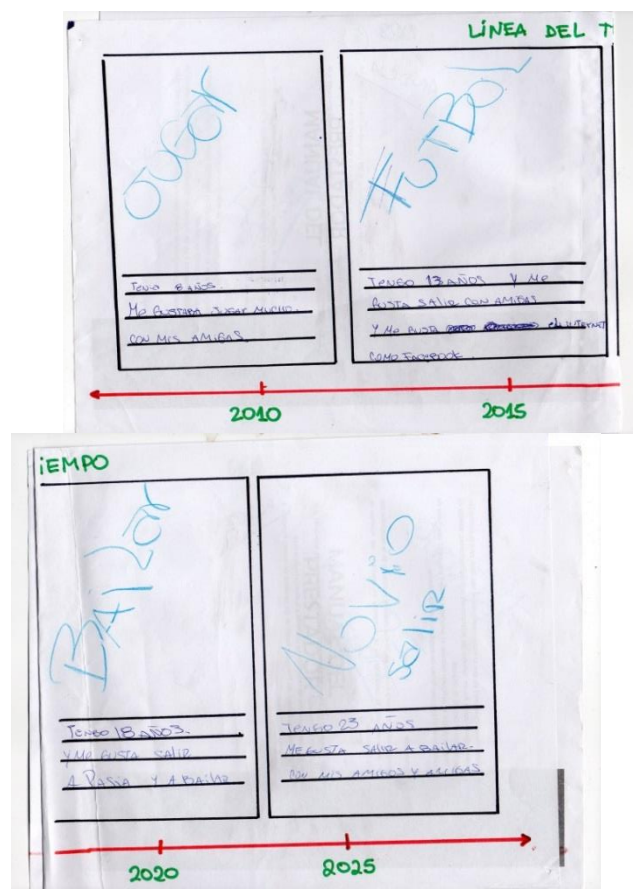 LÍNEA DEL T
JUGAR
TENIA 8 AÑOS.
ME GUSTABA JUGAR MUCHO
CON MIS AMIGAS.
FUTBOL
TENGO 13 AÑOS Y ME
GUSTA SALIR CON AMIGAS
Y ME GUSTA EL INTERNET
COMO FACEBOOK.
2010
2015
iEMPO
BAILAR
TENGO 18 AÑOS.
Y ME GUSTA SALIR
A PASIA Y A BAILAR
NOViO
SALIR
TENGO 23 AÑOS
ME GUSTA SALIR A BAILAR.
CON MIS AMIGOS Y AMIGAS
2020
2025